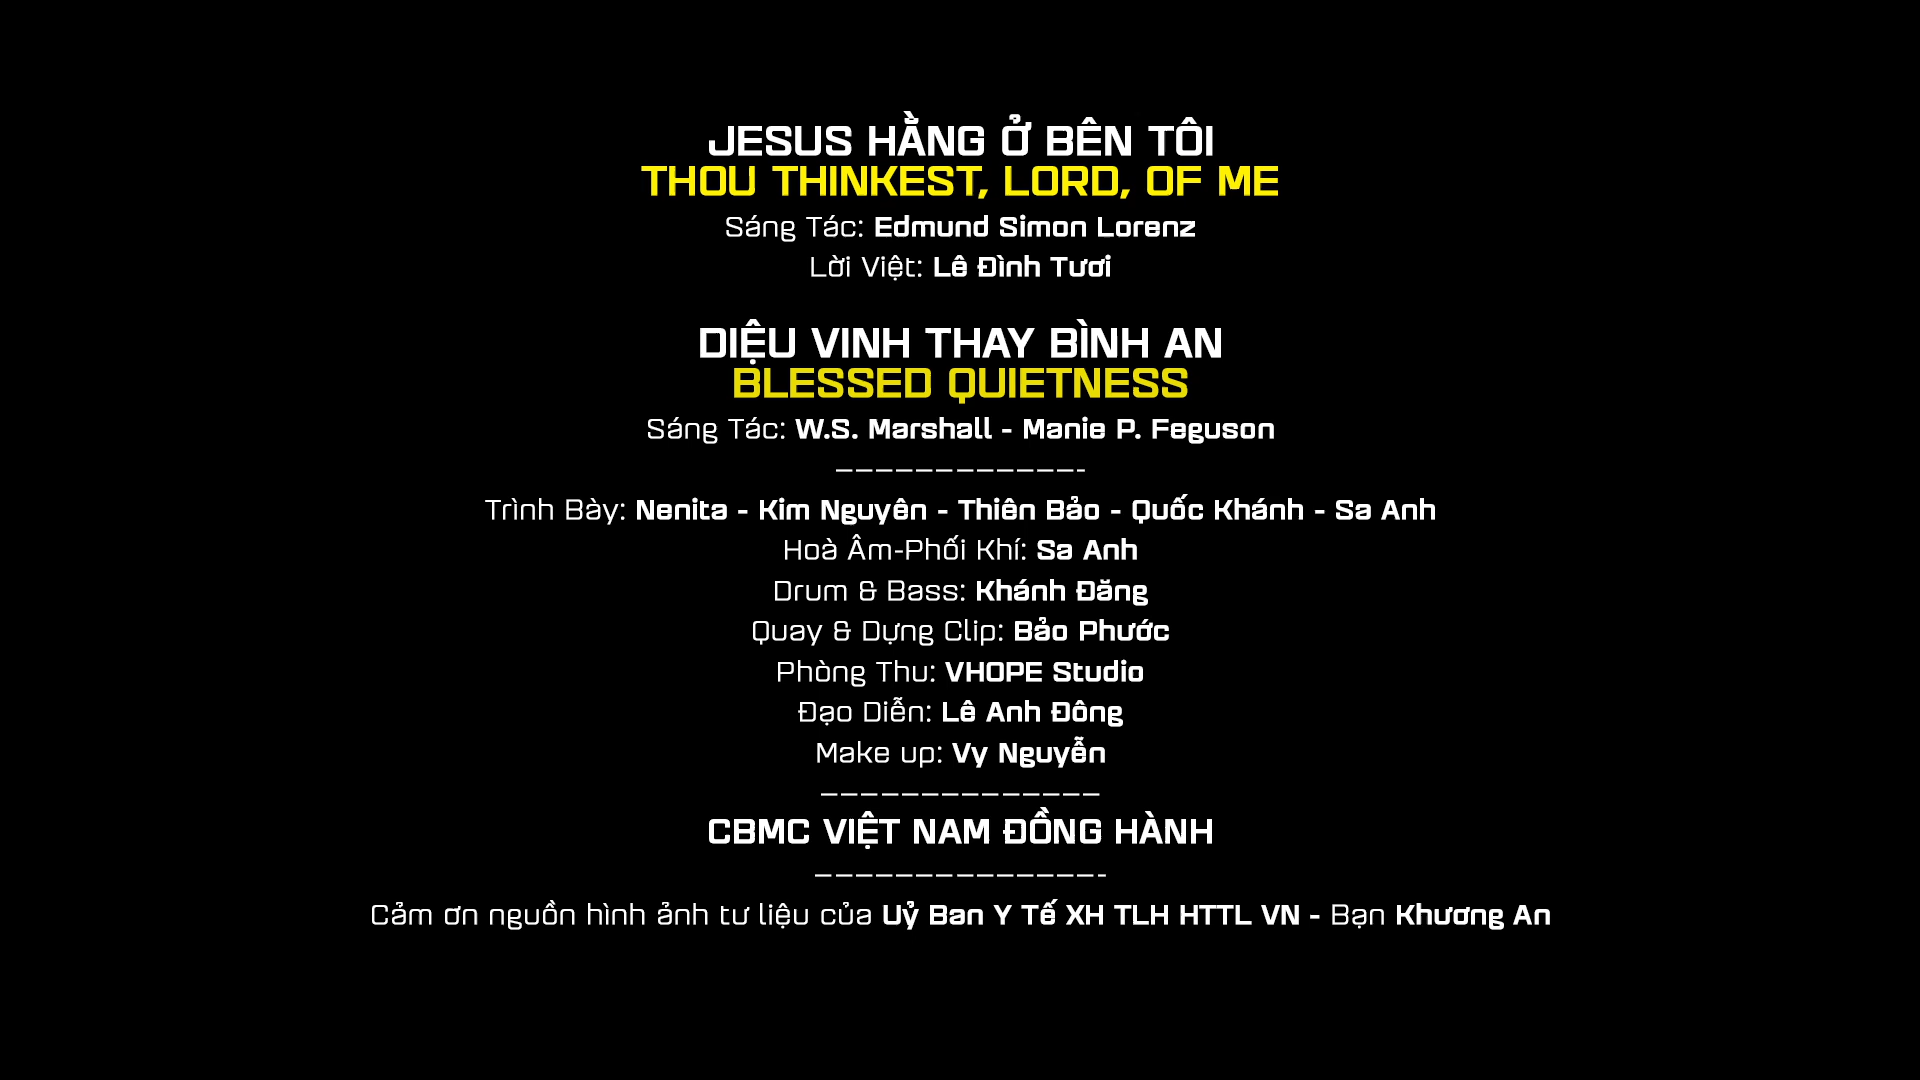 JESUS HẰNG Ở BÊN TÔI
THOU THINKEST, LORD, OF ME
Sáng Tác: Edmund Simon Lorenz
Lời Việt: Lê Đình Tươi
DIỆU VINH THAY BÌNH AN
BLESSED QUIETNESS
Sáng Tác: W.S. Marshall - Manie P. Feguson
—————————————-
Trình Bày: Nenita - Kim Nguyên - Thiên Bảo - Quốc Khánh - Sa Anh
Hoà Âm-Phối Khí: Sa Anh
Drum & Bass: Khánh Đăng
Quay & Dựng Clip: Bảo Phước
Phòng Thu: VHOPE Studio
Đạo Diễn: Lê Anh Đông
Make up: Vy Nguyễn
——————————————
CBMC VIỆT NAM ĐỒNG HÀNH
——————————————-
Cảm ơn nguồn hình ảnh tư liệu của Uỷ Ban Y Tế XH TLH HTTL VN - Bạn Khương An